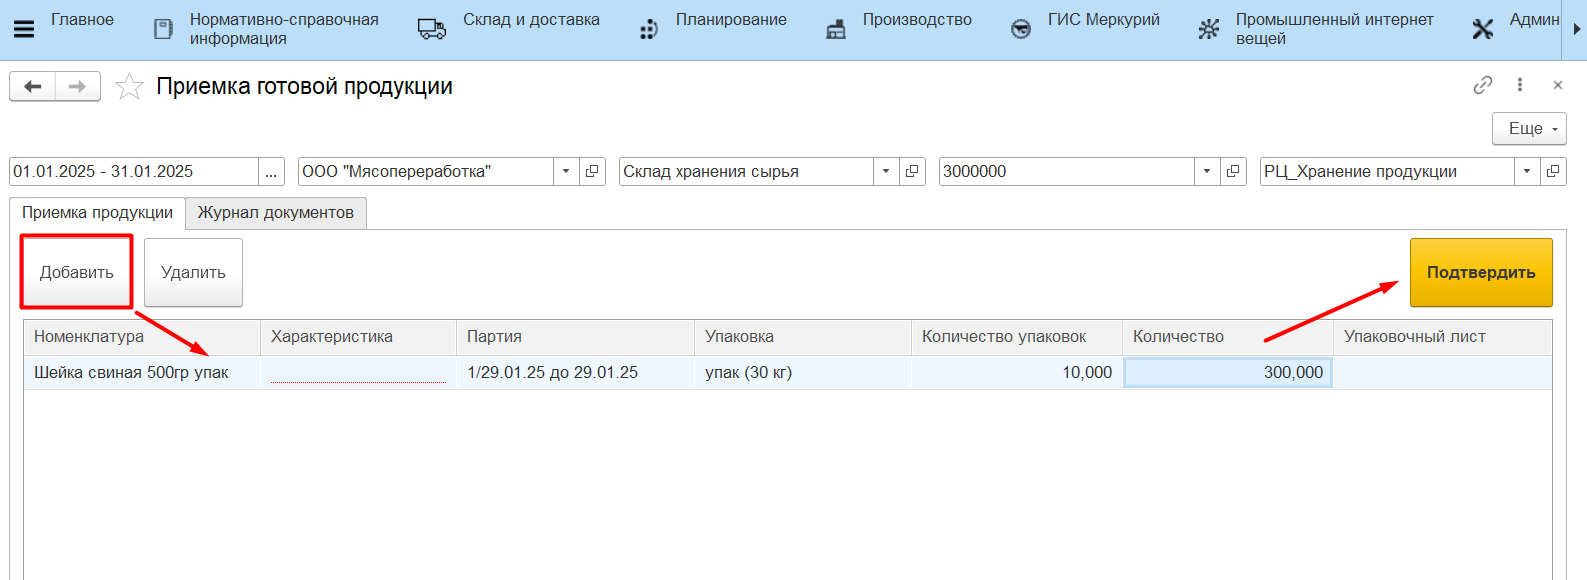 Главное
Нормативно-справочная
информация
Склад и доставка
Планирование
Производство
ГИС Меркурий
Промышленный интернет
вещей
Админ
Приемка готовой продукции
Еще
01.01.2025 - 31.01.2025 ...
ООО "Мясопереработка"
Склад хранения сырья
3000000
РЦ_Хранение продукции
Приемка продукции
Журнал документов
Добавить
Удалить
Подтвердить
Номенклатура Характеристика Партия Упаковка Количество упаковок Количество Упаковочный лист
Шейка свиная 500гр упак 1/29.01.25 до 29.01.25 упак (30 кг) 10,000 300,000